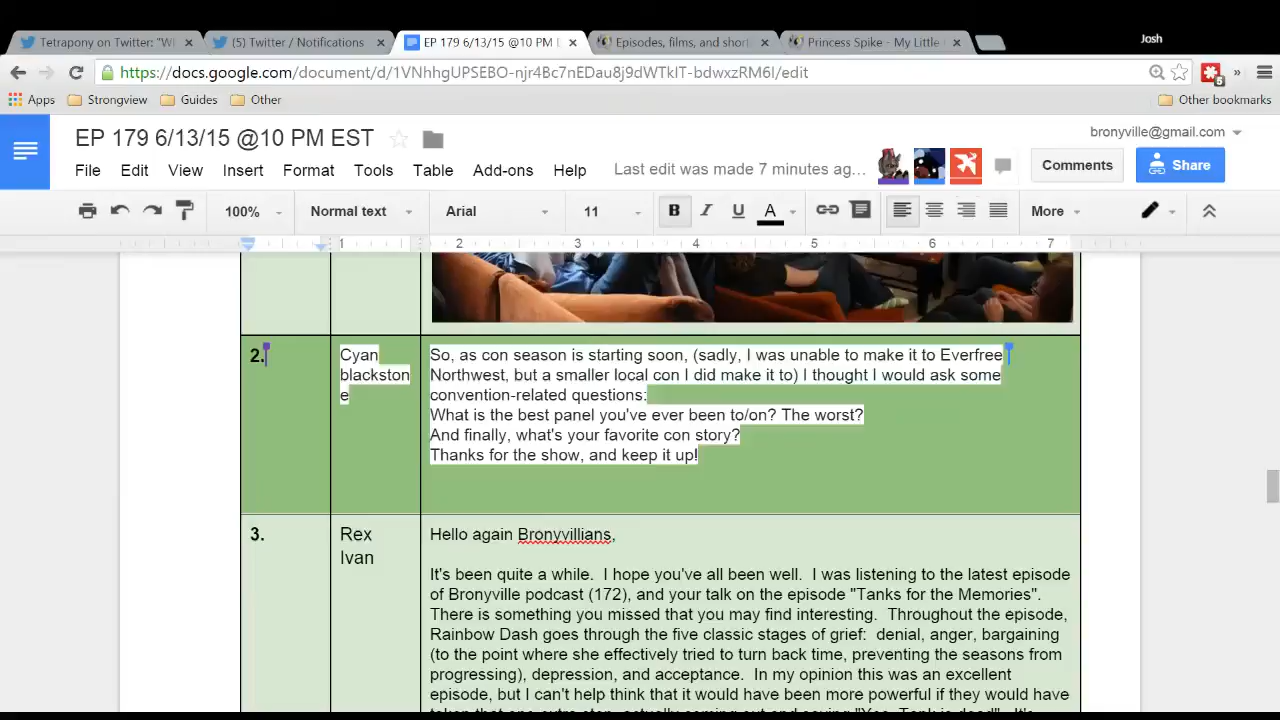 Josh
Tetrapony on Twitter: "W
(5) Twitter / Notifications
EP 179 6/13/15 @10 PM E
Episodes, films, and short
Princess Spike - My Little
https://docs.google.com/document/d/1VNhhgUPSEBO-njr4Bc7nEDau8j9dWTkIT-bdwxzRM6I/edit
5
Apps Strongview Guides Other Other bookmarks
EP 179 6/13/15 @10 PM EST
bronyville@gmail.com
File Edit View Insert Format Tools Table Add-ons Help Last edit was made 7 minutes ag...
Comments Share
100% Normal text Arial 11 B I U A More
1 2 3 4 5 6 7
2.
Cyan
blackston
e
So, as con season is starting soon, (sadly, I was unable to make it to Everfree
Northwest, but a smaller local con I did make it to) I thought I would ask some
convention-related questions:
What is the best panel you've ever been to/on? The worst?
And finally, what's your favorite con story?
Thanks for the show, and keep it up!
3.
Rex
Ivan
Hello again Bronyvillians,
It's been quite a while. I hope you've all been well. I was listening to the latest episode
of Bronyville podcast (172), and your talk on the episode "Tanks for the Memories".
There is something you missed that you may find interesting. Throughout the episode,
Rainbow Dash goes through the five classic stages of grief: denial, anger, bargaining
(to the point where she effectively tried to turn back time, preventing the seasons from
progressing), depression, and acceptance. In my opinion this was an excellent
episode, but I can't help think that it would have been more powerful if they would have